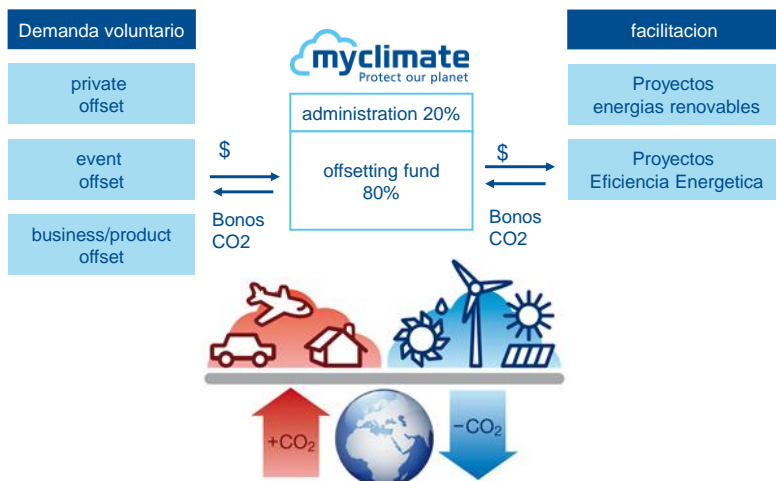 Demanda voluntario
private
offset
event
offset
business/product
offset
$
Bonos
CO2
myclimate
Protect our planet
administration 20%
offsetting fund
80%
$
Bonos
CO2
facilitacion
Proyectos
energias renovables
Proyectos
Eficiencia Energetica
+CO₂
−CO₂